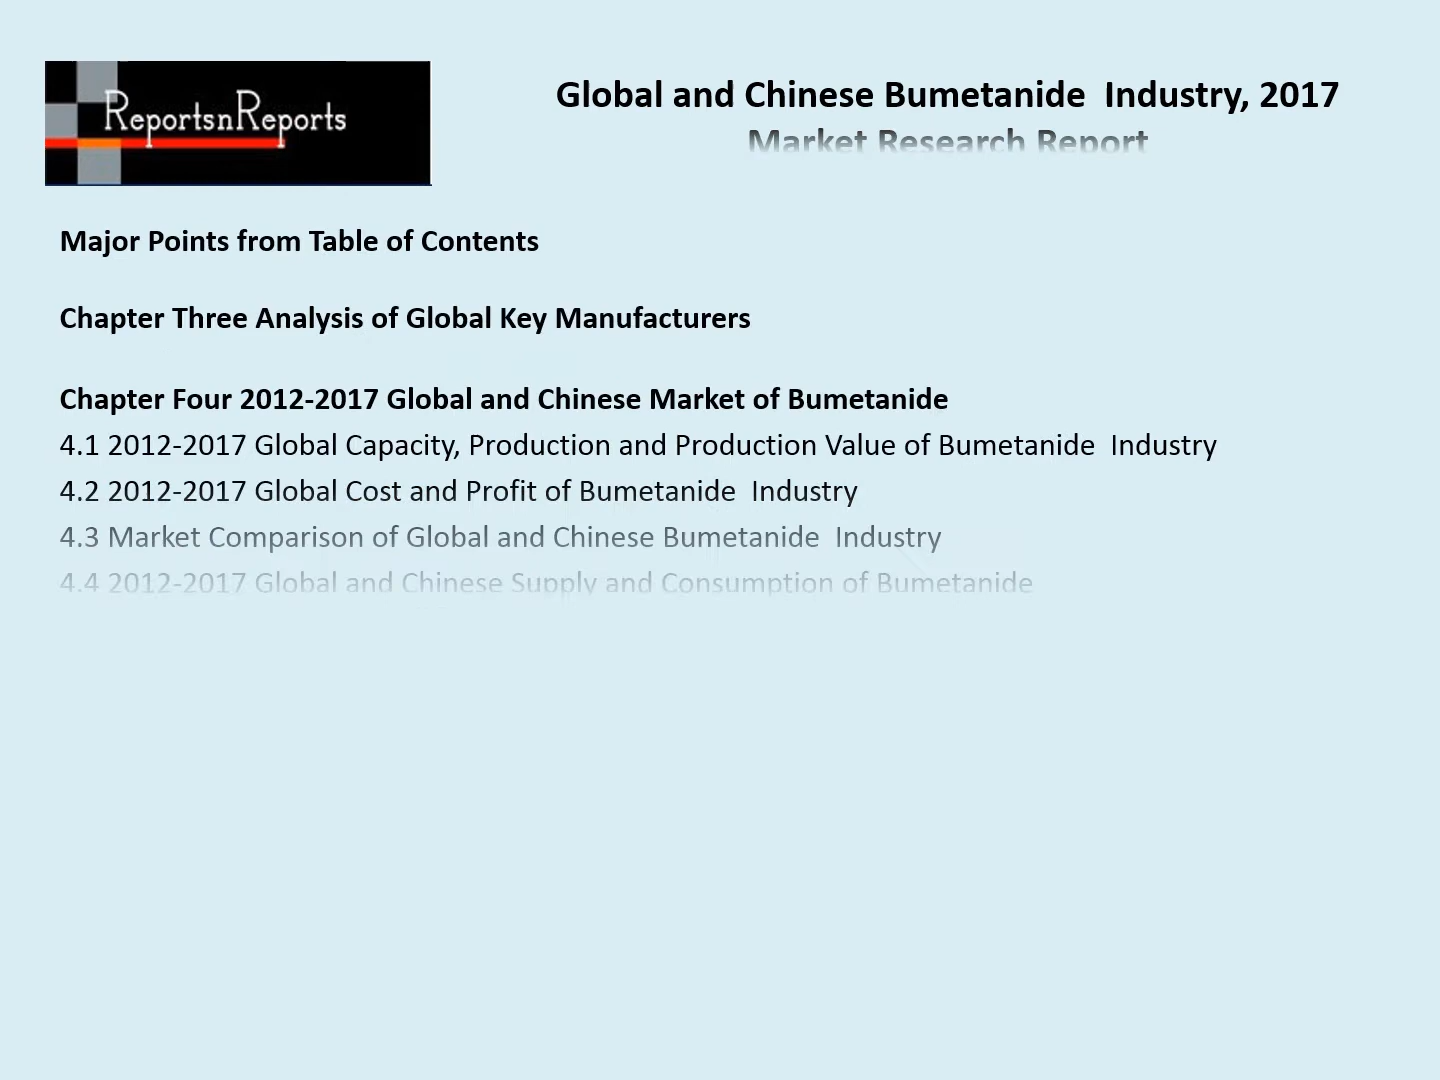 ReportsnReports
Global and Chinese Bumetanide  Industry, 2017
Market Research Report
Major Points from Table of Contents
Chapter Three Analysis of Global Key Manufacturers
Chapter Four 2012-2017 Global and Chinese Market of Bumetanide
4.1 2012-2017 Global Capacity, Production and Production Value of Bumetanide  Industry
4.2 2012-2017 Global Cost and Profit of Bumetanide  Industry
4.3 Market Comparison of Global and Chinese Bumetanide  Industry
4.4 2012-2017 Global and Chinese Supply and Consumption of Bumetanide